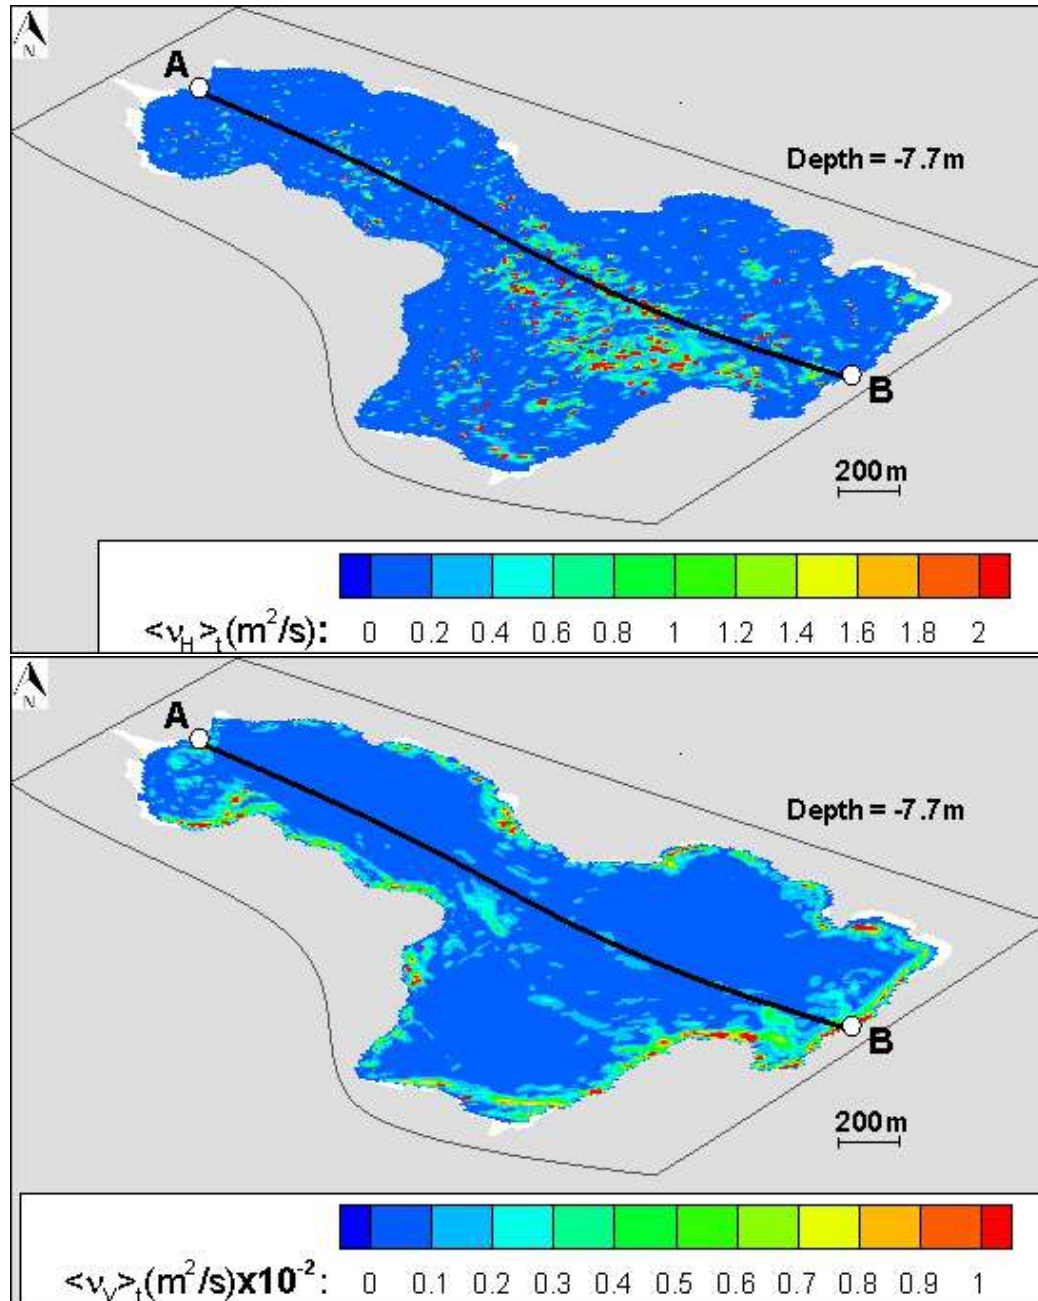 N
A
Depth = -7.7m
B
200m
<ν_H>_t(m²/s): 0 0.2 0.4 0.6 0.8 1 1.2 1.4 1.6 1.8 2
N
A
Depth = -7.7m
B
200m
<ν_V>_t(m²/s)x10⁻²: 0 0.1 0.2 0.3 0.4 0.5 0.6 0.7 0.8 0.9 1